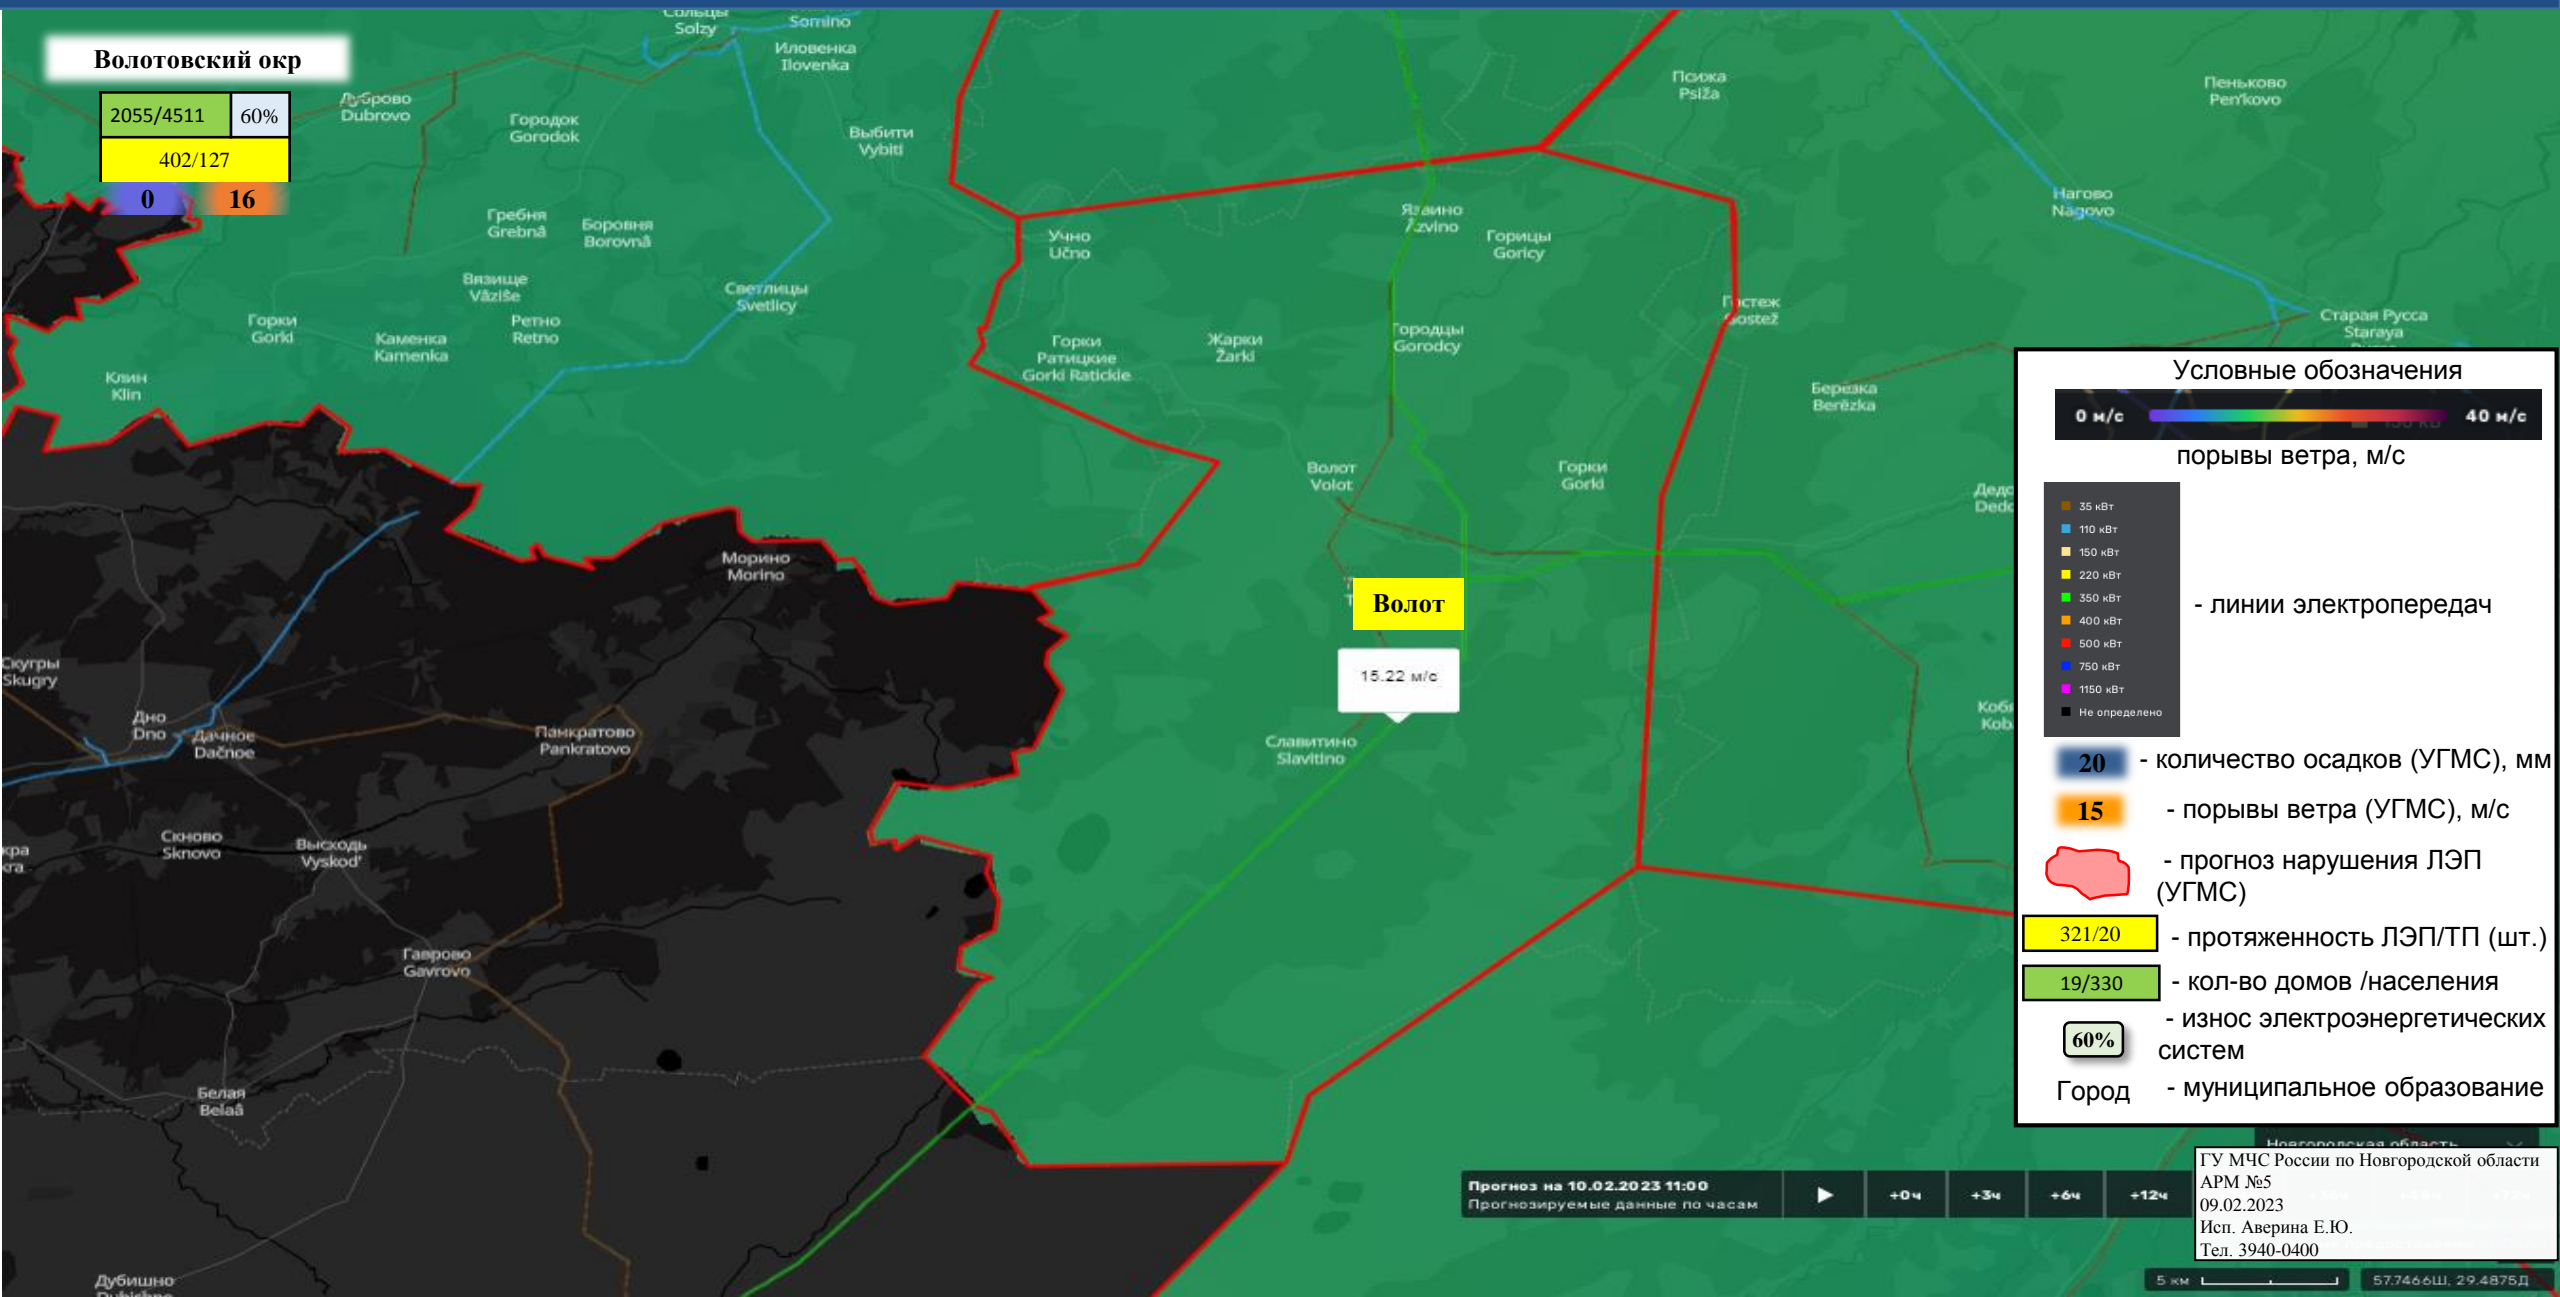 Сольцы
Solzy
Somino
Иловенка
Ilovenka
Волотовский окр
2055/4511 60%
402/127
0 16
Дуброво
Dubrovo
Городок
Gorodok
Выбити
Vybiti
Псижа
Psiža
Пеньково
Pen'kovo
Гребня
Grebnâ
Боровня
Borovnâ
Учно
Učno
Язвино
Âzvino
Горицы
Goricy
Нагово
Nagovo
Вязище
Vâziŝe
Светлицы
Svetlicy
Гостеж
Gostež
Горки
Gorki
Каменка
Kamenka
Ретно
Retno
Горки
Ратицкие
Gorki Ratickie
Жарки
Žarki
Городцы
Gorodcy
Старая Русса
Staraya
Клин
Klin
Берёзка
Berëzka
Волот
Volot
Горки
Gorki
Морино
Morino
Волот
15.22 м/с
Славитино
Slavitino
Скугры
Skugry
Дно
Dno
Дачное
Dačnoe
Панкратово
Pankratovo
Скново
Sknovo
Высходь
Vyskod'
Гаврово
Gavrovo
Белая
Belaâ
Дубишно
Условные обозначения
0 м/с 40 м/с
порывы ветра, м/с
35 кВт
110 кВт
150 кВт
220 кВт
350 кВт
400 кВт
500 кВт
750 кВт
1150 кВт
Не определено
- линии электропередач
20 - количество осадков (УГМС), мм
15 - порывы ветра (УГМС), м/с
- прогноз нарушения ЛЭП
(УГМС)
321/20 - протяженность ЛЭП/ТП (шт.)
19/330 - кол-во домов /населения
60% - износ электроэнергетических
систем
Город - муниципальное образование
Новгородская область
Прогноз на 10.02.2023 11:00
Прогнозируемые данные по часам
+0ч +3ч +6ч +12ч
ГУ МЧС России по Новгородской области
АРМ №5
09.02.2023
Исп. Аверина Е.Ю.
Тел. 3940-0400
5 км
57.7466Ш, 29.4875Д